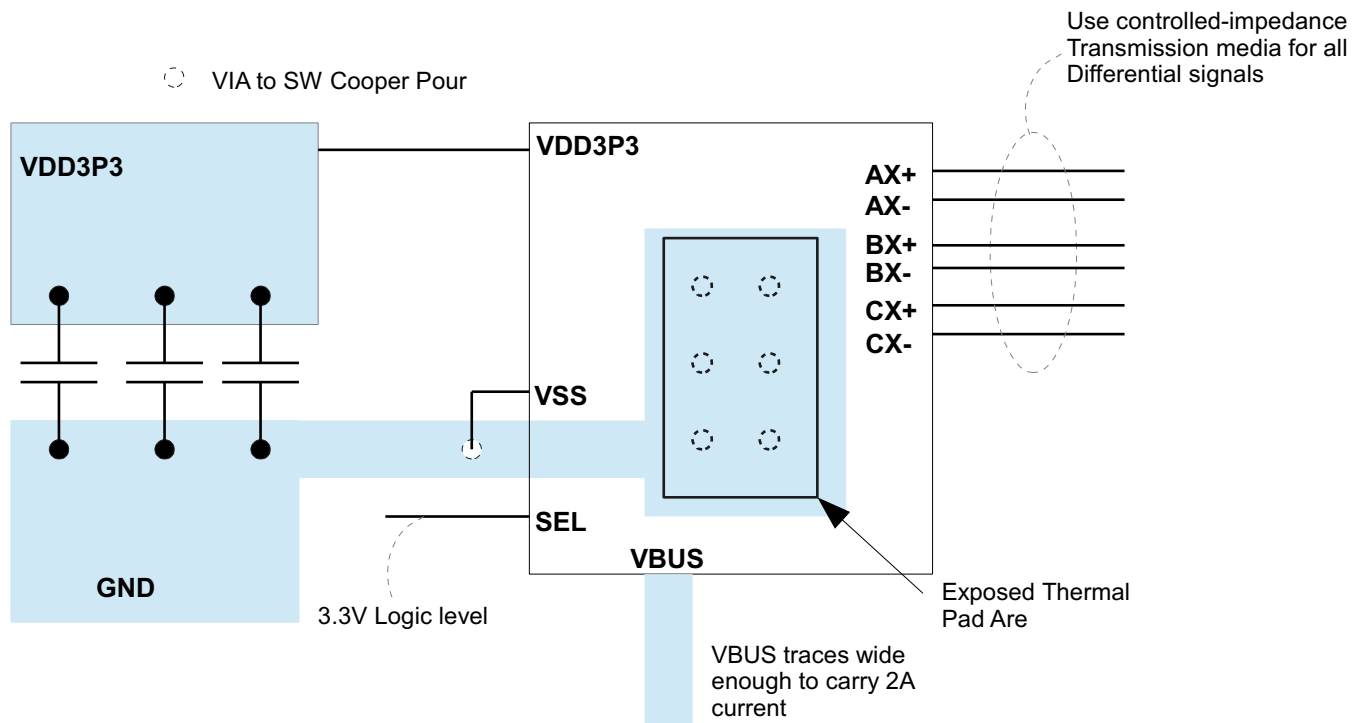 Use controlled-impedance
Transmission media for all
Differential signals
VIA to SW Cooper Pour
VDD3P3
VDD3P3
AX+
AX-
BX+
BX-
CX+
CX-
VSS
SEL
VBUS
GND
3.3V Logic level
Exposed Thermal
Pad Are
VBUS traces wide
enough to carry 2A
current